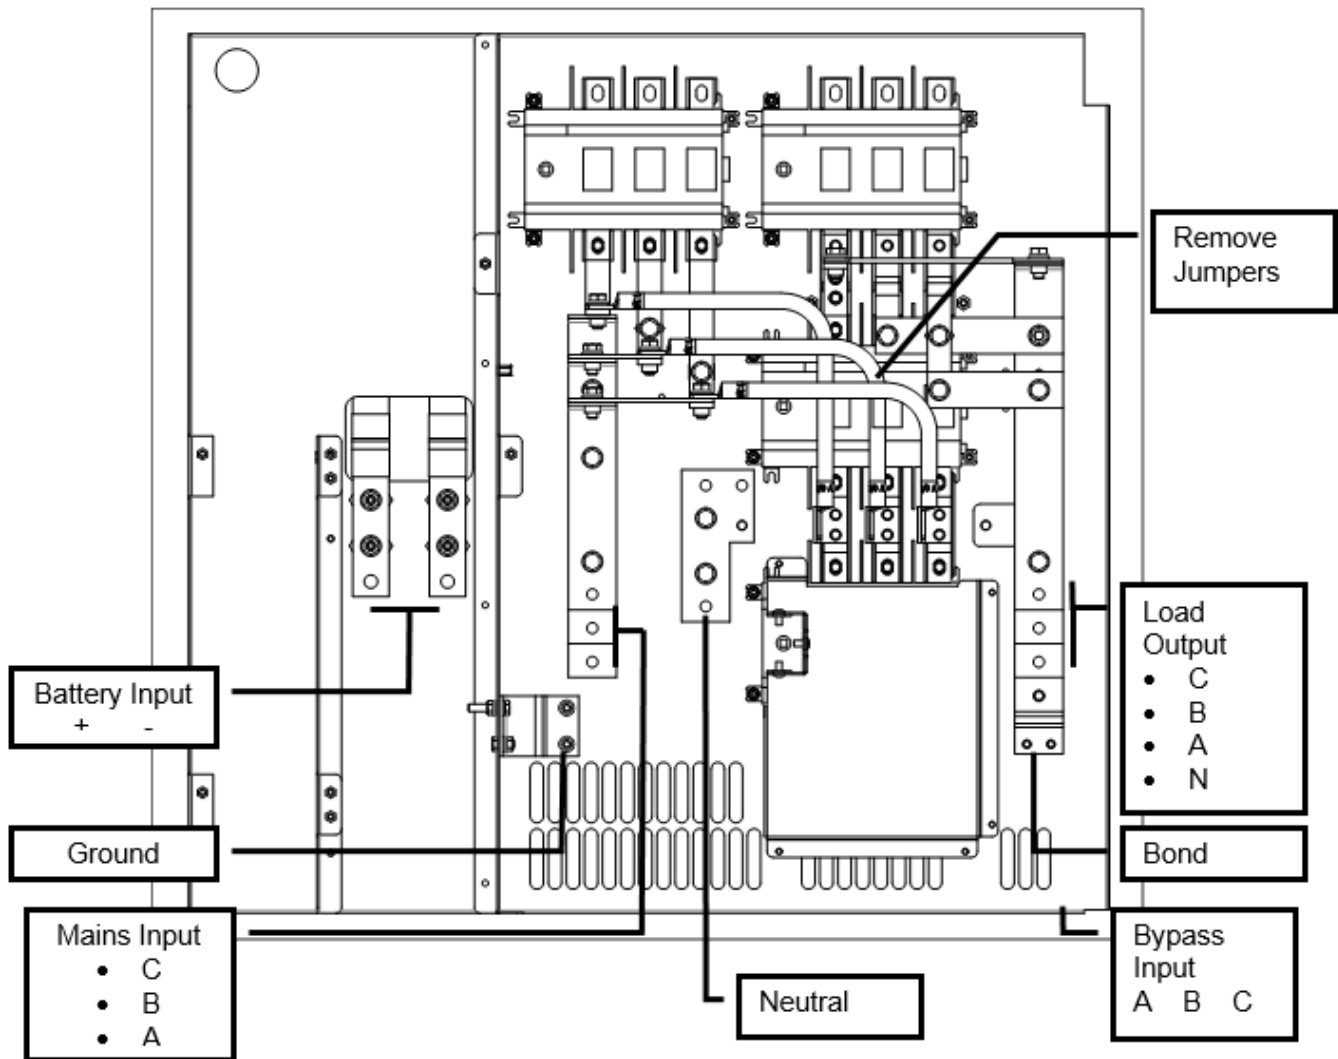 Remove
Jumpers
Battery Input
+ -
Load
Output
• C
• B
• A
• N
Ground
Bond
Mains Input
• C
• B
• A
Neutral
Bypass
Input
A B C